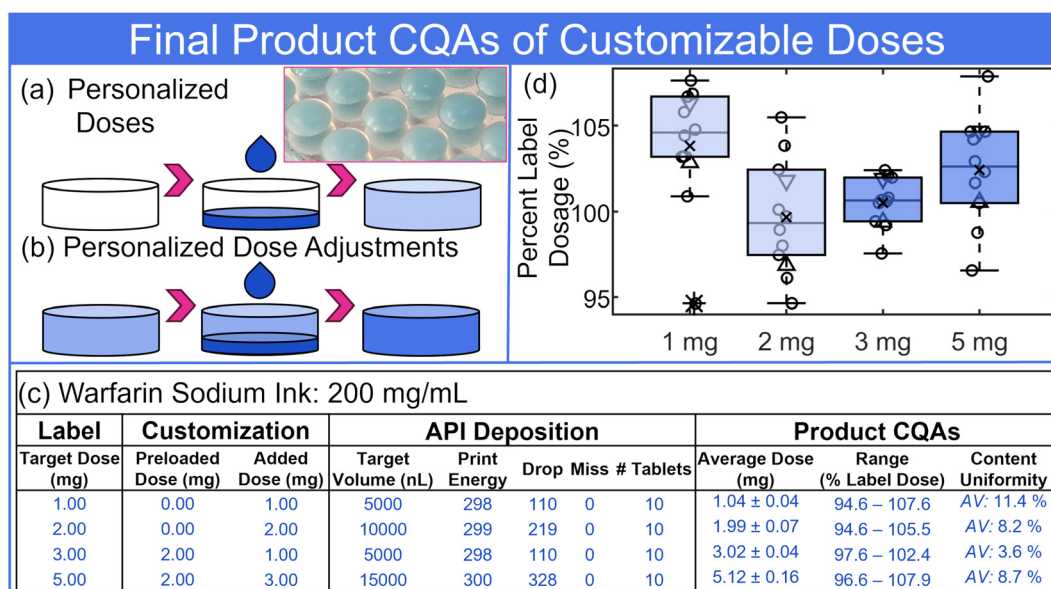 Final Product CQAs of Customizable Doses
(a) Personalized
Doses
(b) Personalized Dose Adjustments
(d)
Percent Label
Dosage (%)
105
100
95
1 mg 2 mg 3 mg 5 mg
(c) Warfarin Sodium Ink: 200 mg/mL
Label Customization API Deposition Product CQAs
Target Dose (mg) Preloaded Dose (mg) Added Dose (mg) Target Volume (nL) Print Energy Drop Miss # Tablets Average Dose (mg) Range (% Label Dose) Content Uniformity
1.00 0.00 1.00 5000 298 110 0 10 1.04 ± 0.04 94.6 – 107.6 AV: 11.4 %
2.00 0.00 2.00 10000 299 219 0 10 1.99 ± 0.07 94.6 – 105.5 AV: 8.2 %
3.00 2.00 1.00 5000 298 110 0 10 3.02 ± 0.04 97.6 – 102.4 AV: 3.6 %
5.00 2.00 3.00 15000 300 328 0 10 5.12 ± 0.16 96.6 – 107.9 AV: 8.7 %